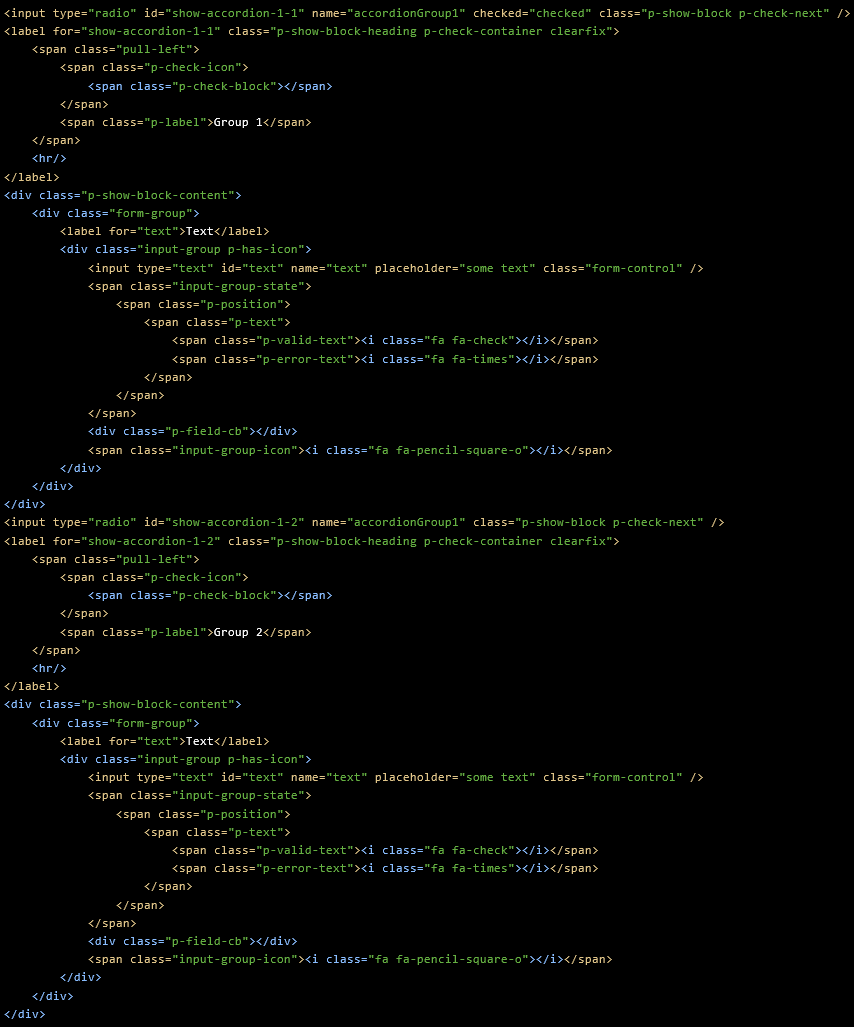 <input type="radio" id="show-accordion-1-1" name="accordionGroup1" checked="checked" class="p-show-block p-check-next" />
<label for="show-accordion-1-1" class="p-show-block-heading p-check-container clearfix">
    <span class="pull-left">
        <span class="p-check-icon">
            <span class="p-check-block"></span>
        </span>
        <span class="p-label">Group 1</span>
    </span>
    <hr/>
</label>
<div class="p-show-block-content">
    <div class="form-group">
        <label for="text">Text</label>
        <div class="input-group p-has-icon">
            <input type="text" id="text" name="text" placeholder="some text" class="form-control" />
            <span class="input-group-state">
                <span class="p-position">
                    <span class="p-text">
                        <span class="p-valid-text"><i class="fa fa-check"></i></span>
                        <span class="p-error-text"><i class="fa fa-times"></i></span>
                    </span>
                </span>
            </span>
            <div class="p-field-cb"></div>
            <span class="input-group-icon"><i class="fa fa-pencil-square-o"></i></span>
        </div>
    </div>
</div>
<input type="radio" id="show-accordion-1-2" name="accordionGroup1" class="p-show-block p-check-next" />
<label for="show-accordion-1-2" class="p-show-block-heading p-check-container clearfix">
    <span class="pull-left">
        <span class="p-check-icon">
            <span class="p-check-block"></span>
        </span>
        <span class="p-label">Group 2</span>
    </span>
    <hr/>
</label>
<div class="p-show-block-content">
    <div class="form-group">
        <label for="text">Text</label>
        <div class="input-group p-has-icon">
            <input type="text" id="text" name="text" placeholder="some text" class="form-control" />
            <span class="input-group-state">
                <span class="p-position">
                    <span class="p-text">
                        <span class="p-valid-text"><i class="fa fa-check"></i></span>
                        <span class="p-error-text"><i class="fa fa-times"></i></span>
                    </span>
                </span>
            </span>
            <div class="p-field-cb"></div>
            <span class="input-group-icon"><i class="fa fa-pencil-square-o"></i></span>
        </div>
    </div>
</div>